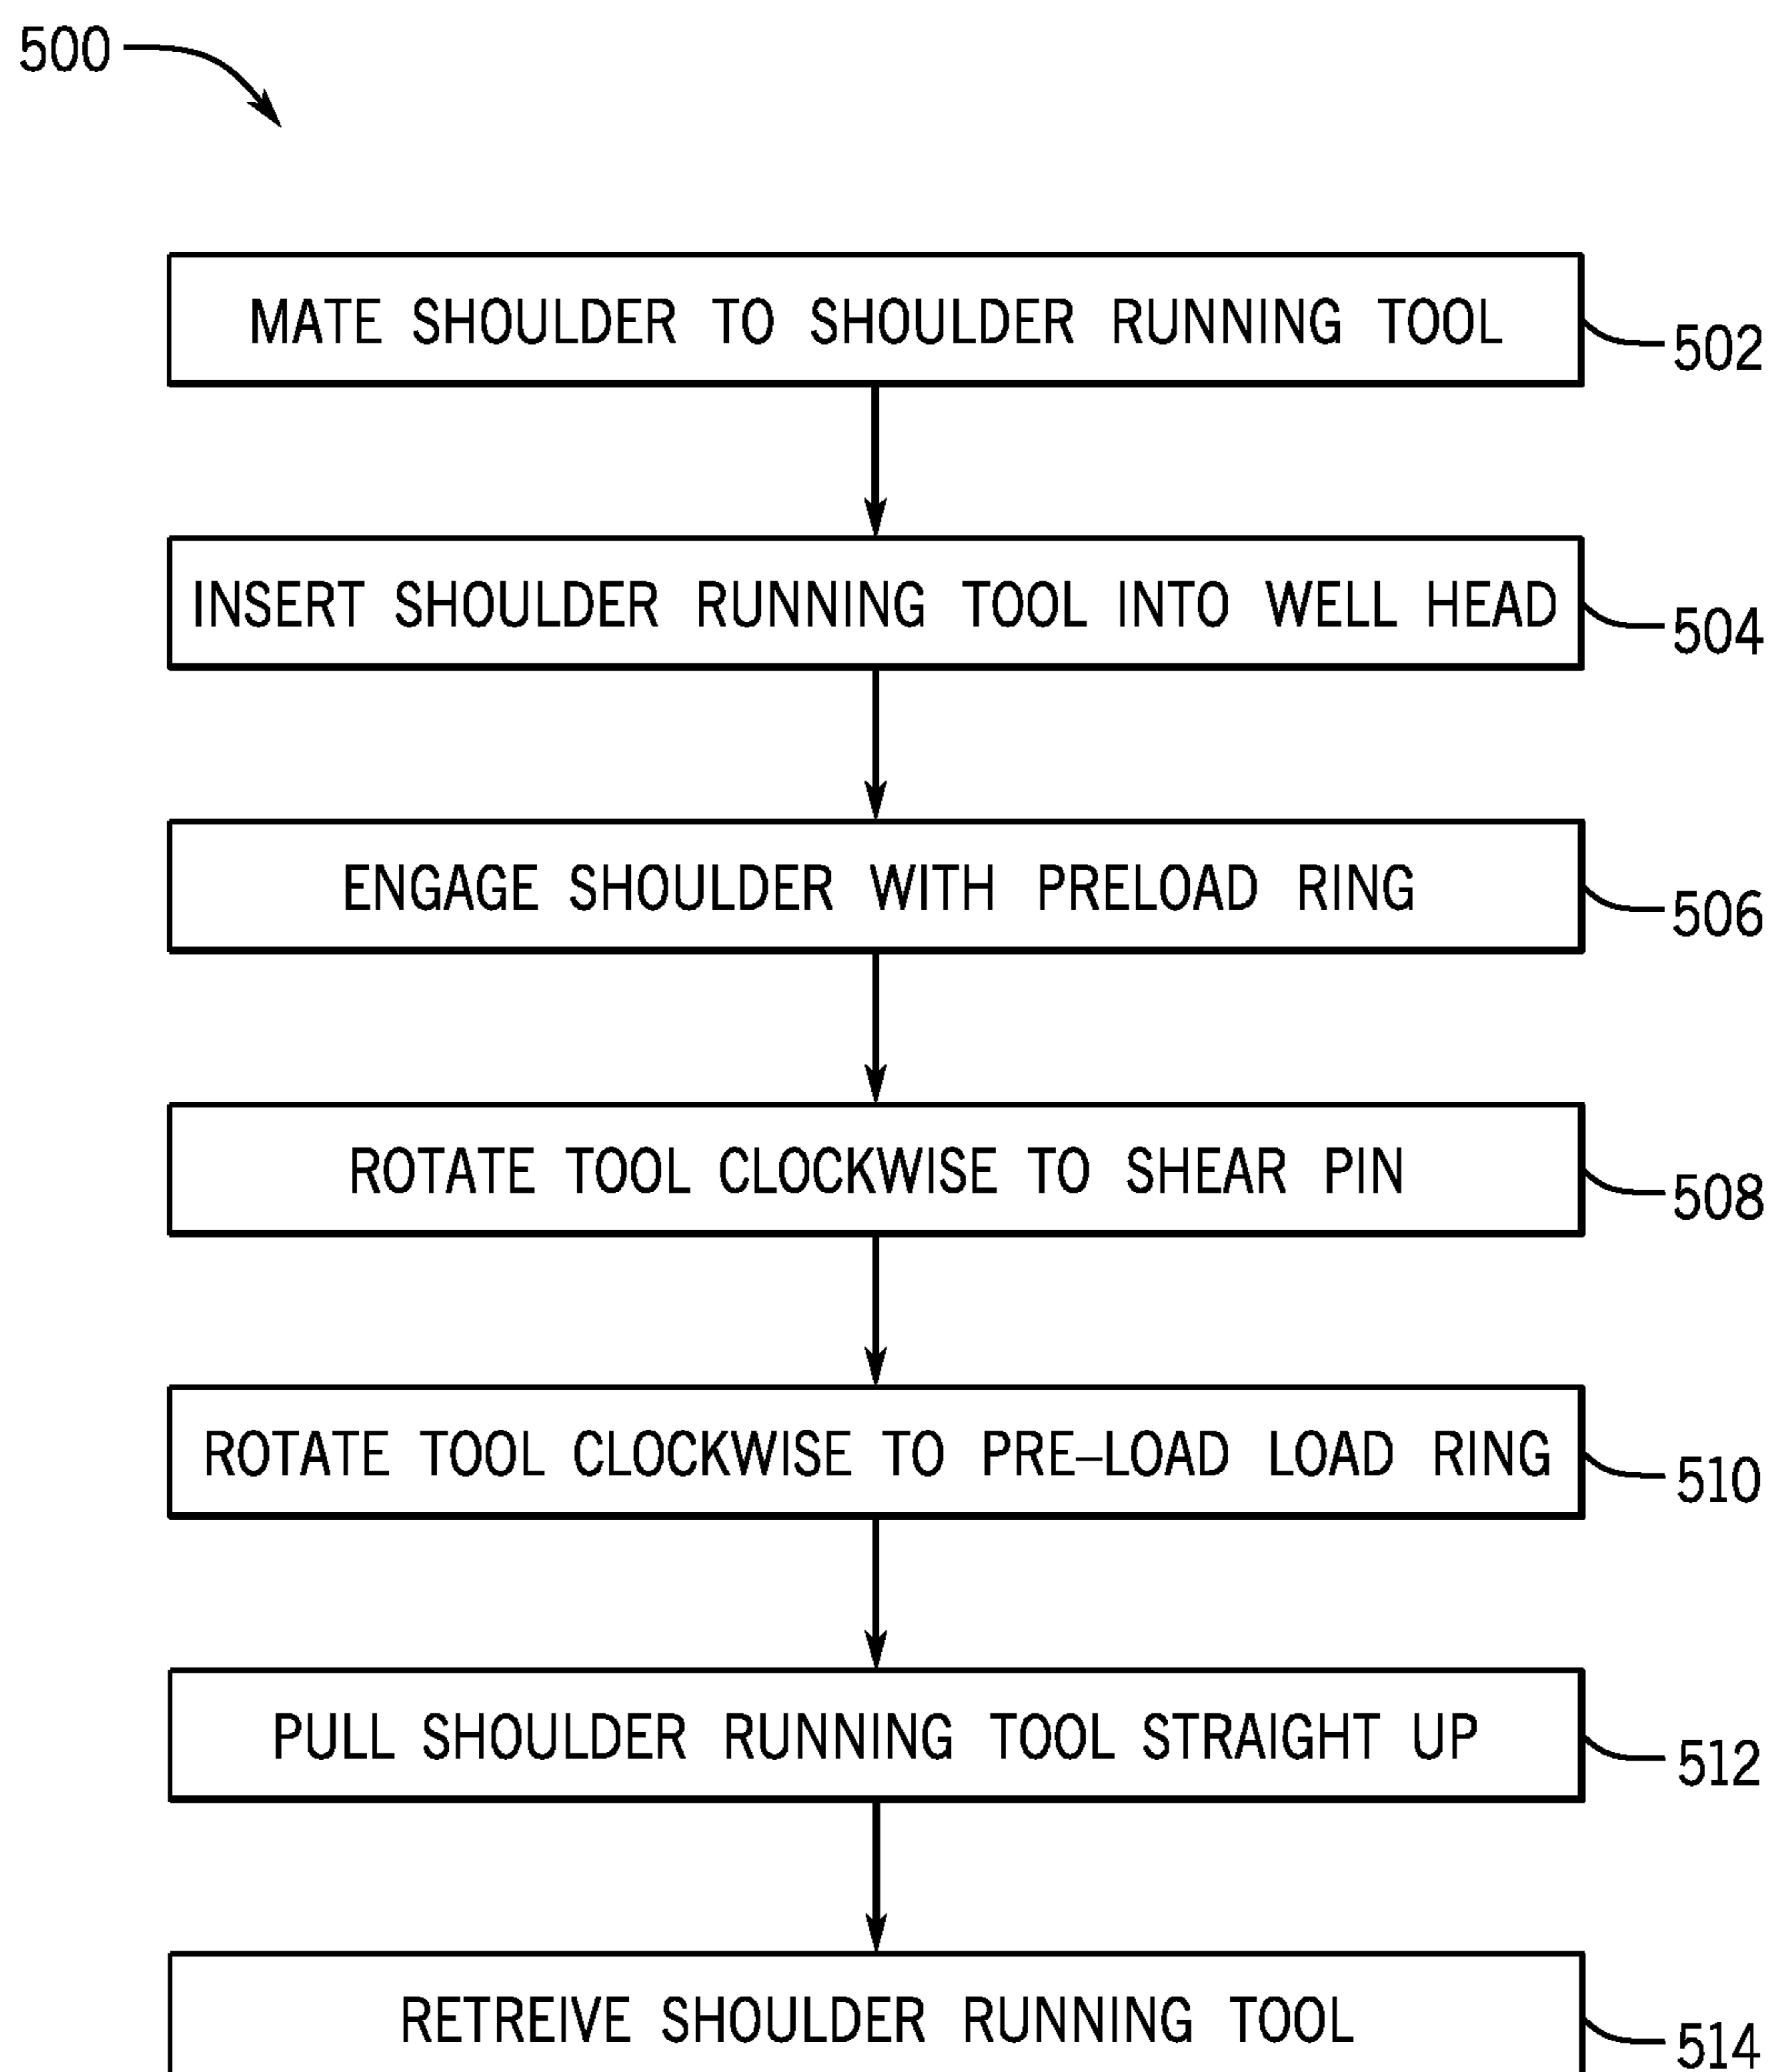 500
MATE SHOULDER TO SHOULDER RUNNING TOOL
502
INSERT SHOULDER RUNNING TOOL INTO WELL HEAD
504
ENGAGE SHOULDER WITH PRELOAD RING
506
ROTATE TOOL CLOCKWISE TO SHEAR PIN
508
ROTATE TOOL CLOCKWISE TO PRE–LOAD LOAD RING
510
PULL SHOULDER RUNNING TOOL STRAIGHT UP
512
RETREIVE SHOULDER RUNNING TOOL
514